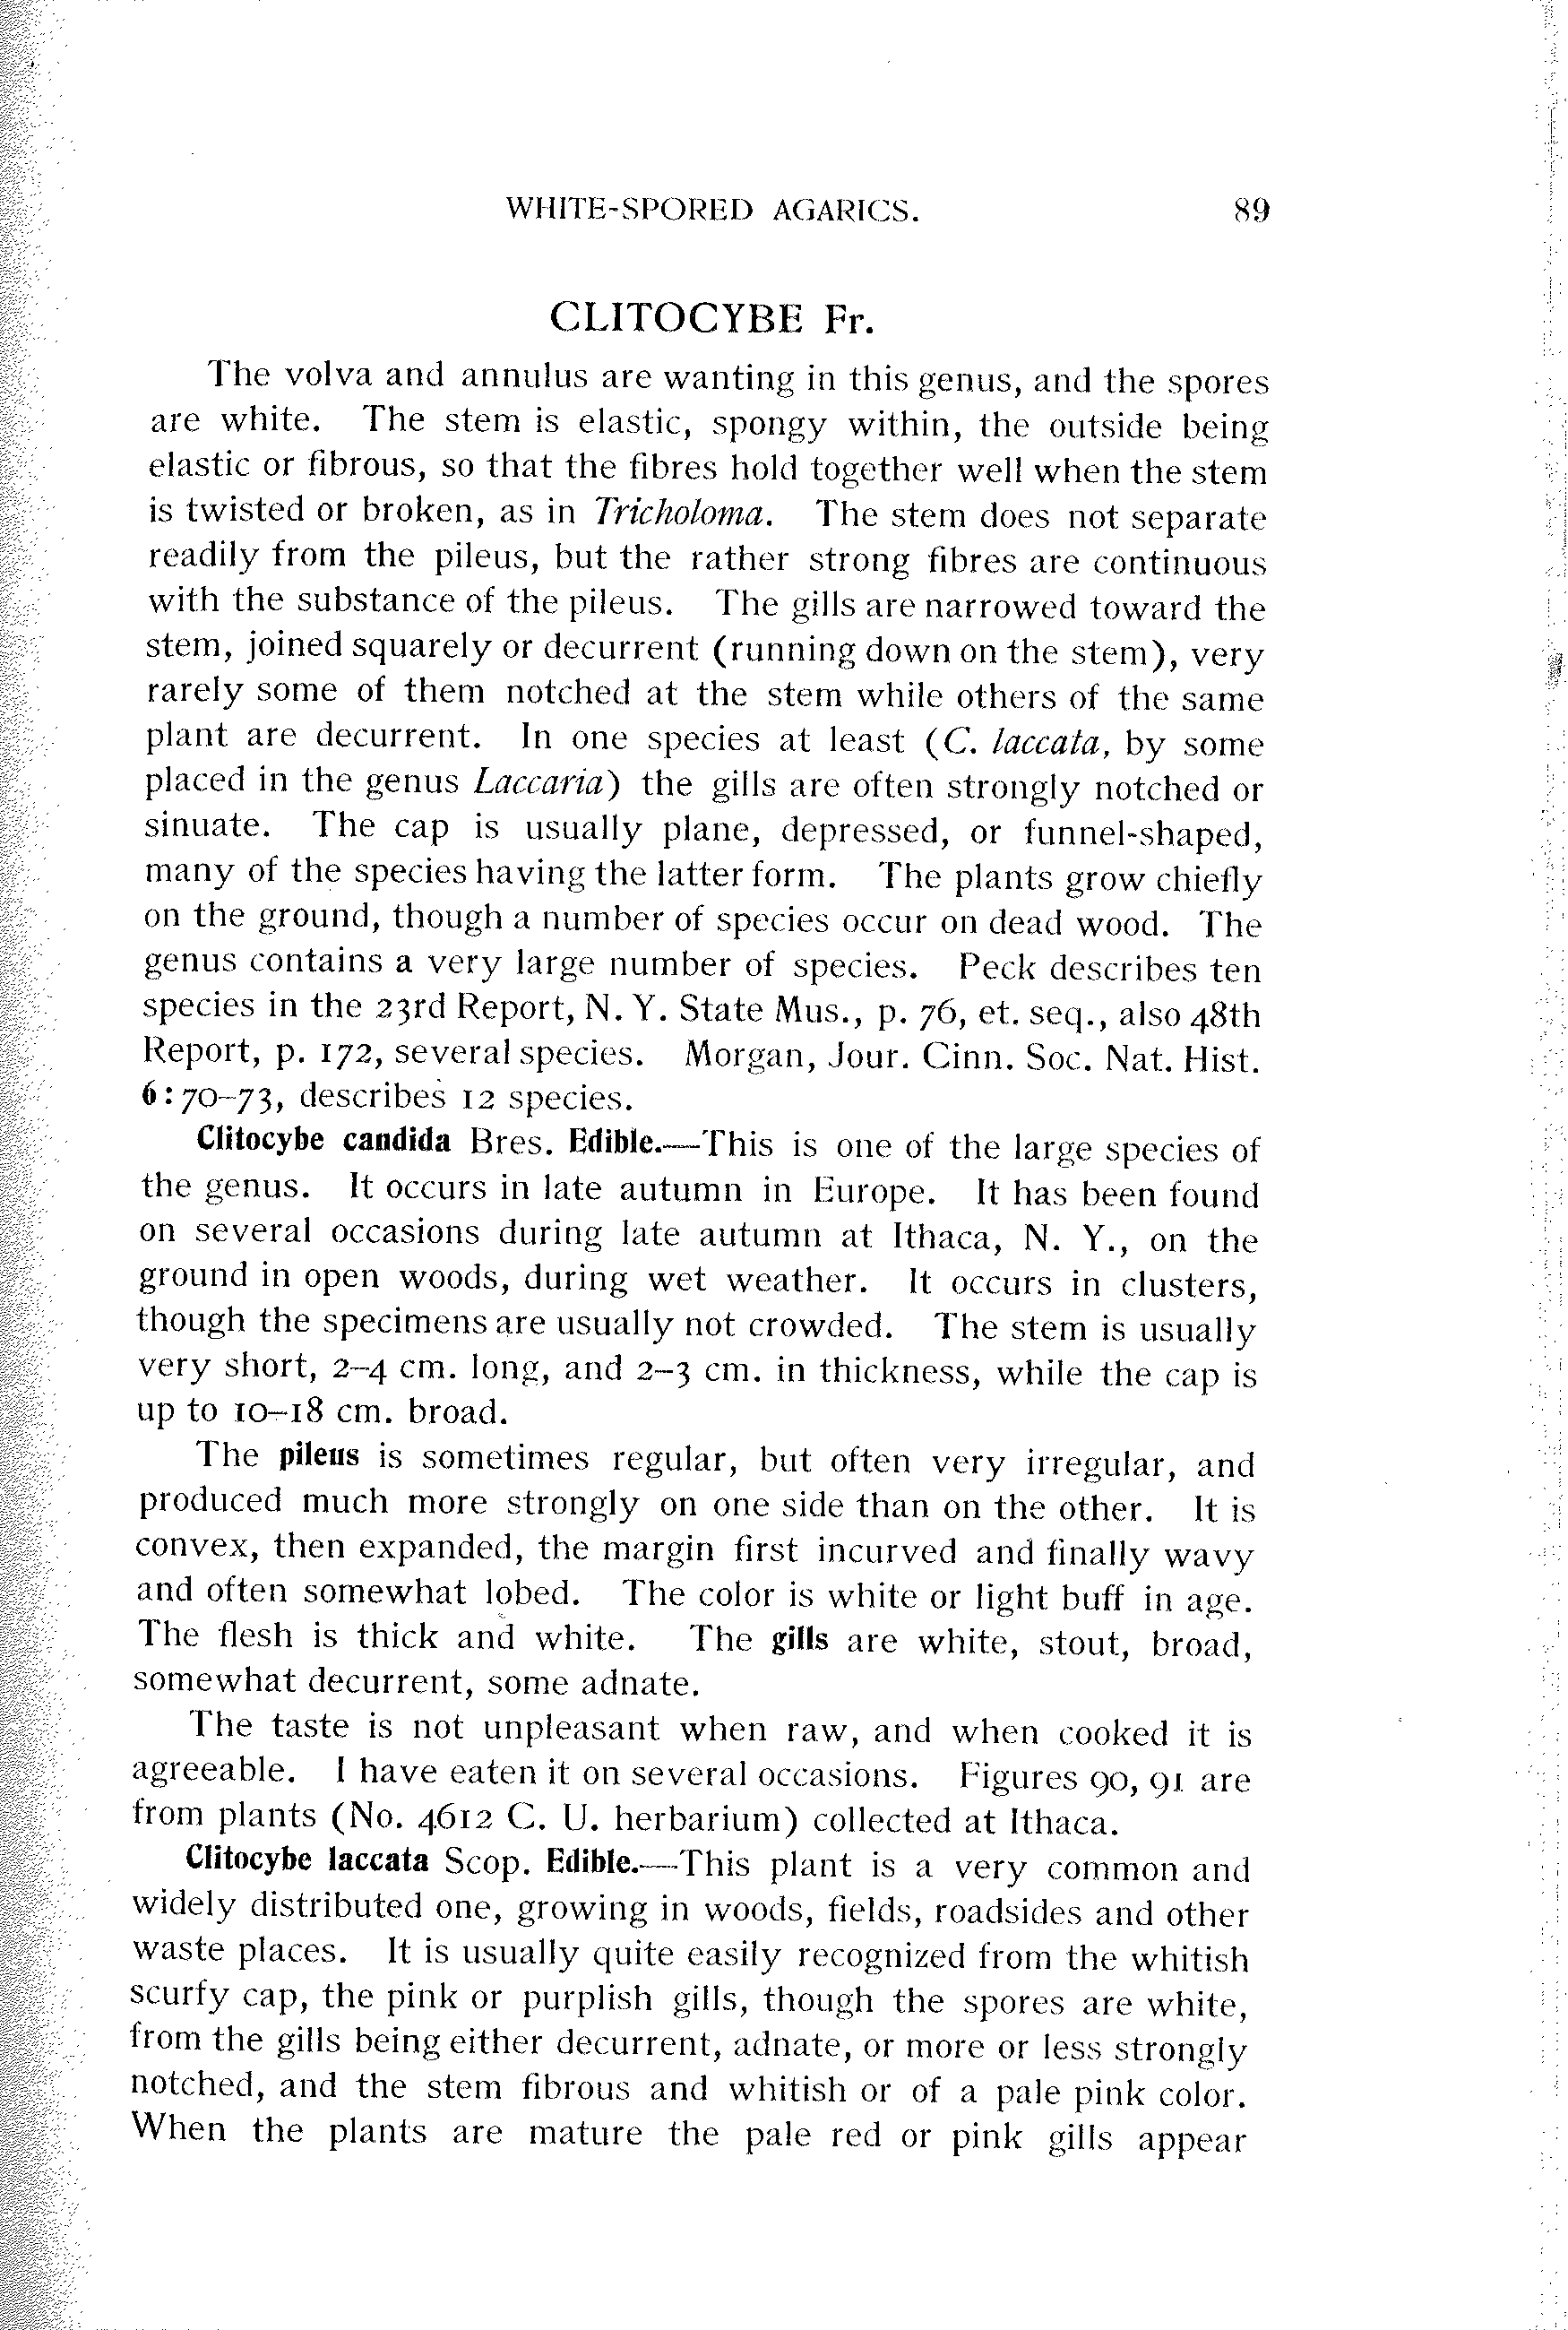 WHITE-SPORED AGARICS. 89
CLITOCYBE Fr.
The volva and annulus are wanting in this genus, and the spores
are white. The stem is elastic, spongy within, the outside being
elastic or fibrous, so that the fibres hold together well when the stem
is twisted or broken, as in Tricholoma. The stem does not separate
readily from the pileus, but the rather strong fibres are continuous
with the substance of the pileus. The gills are narrowed toward the
stem, joined squarely or decurrent (running down on the stem), very
rarely some of them notched at the stem while others of the same
plant are decurrent. In one species at least (C. laccata, by some
placed in the genus Laccaria) the gills are often strongly notched or
sinuate. The cap is usually plane, depressed, or funnel-shaped,
many of the species having the latter form. The plants grow chiefly
on the ground, though a number of species occur on dead wood. The
genus contains a very large number of species. Peck describes ten
species in the 23rd Report, N. Y. State Mus., p. 76, et. seq., also 48th
Report, p. 172, several species. Morgan, Jour. Cinn. Soc. Nat. Hist.
6: 70–73, describes 12 species.
Clitocybe candida Bres. Edible.—This is one of the large species of
the genus. It occurs in late autumn in Europe. It has been found
on several occasions during late autumn at Ithaca, N. Y., on the
ground in open woods, during wet weather. It occurs in clusters,
though the specimens are usually not crowded. The stem is usually
very short, 2–4 cm. long, and 2–3 cm. in thickness, while the cap is
up to 10–18 cm. broad.
The pileus is sometimes regular, but often very irregular, and
produced much more strongly on one side than on the other. It is
convex, then expanded, the margin first incurved and finally wavy
and often somewhat lobed. The color is white or light buff in age.
The flesh is thick and white. The gills are white, stout, broad,
somewhat decurrent, some adnate.
The taste is not unpleasant when raw, and when cooked it is
agreeable. I have eaten it on several occasions. Figures 90, 91 are
from plants (No. 4612 C. U. herbarium) collected at Ithaca.
Clitocybe laccata Scop. Edible.—This plant is a very common and
widely distributed one, growing in woods, fields, roadsides and other
waste places. It is usually quite easily recognized from the whitish
scurfy cap, the pink or purplish gills, though the spores are white,
from the gills being either decurrent, adnate, or more or less strongly
notched, and the stem fibrous and whitish or of a pale pink color.
When the plants are mature the pale red or pink gills appear